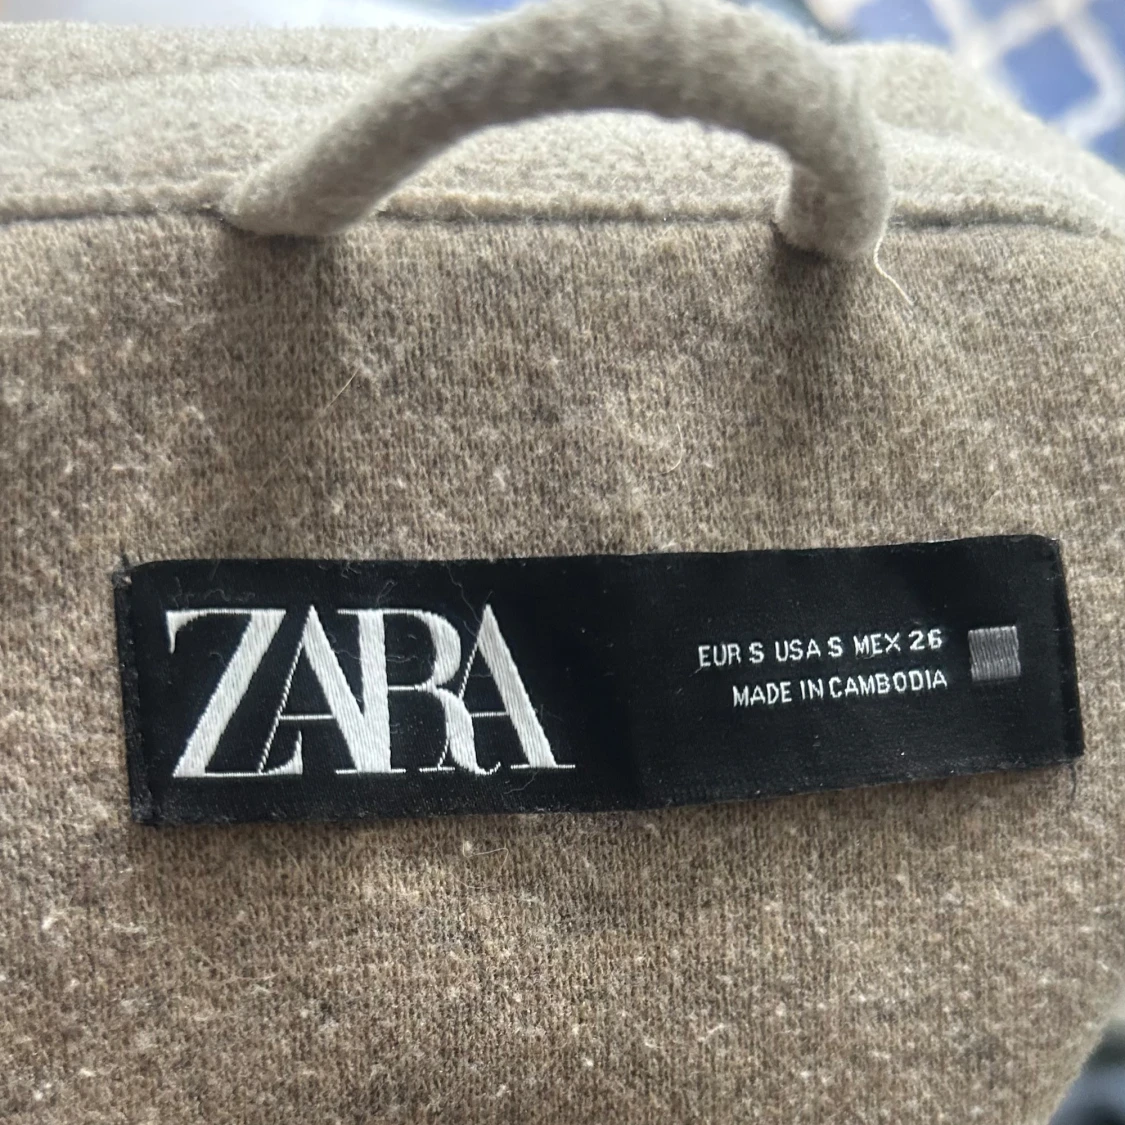 ZARA
EUR S USA S MEX 26
MADE IN CAMBODIA